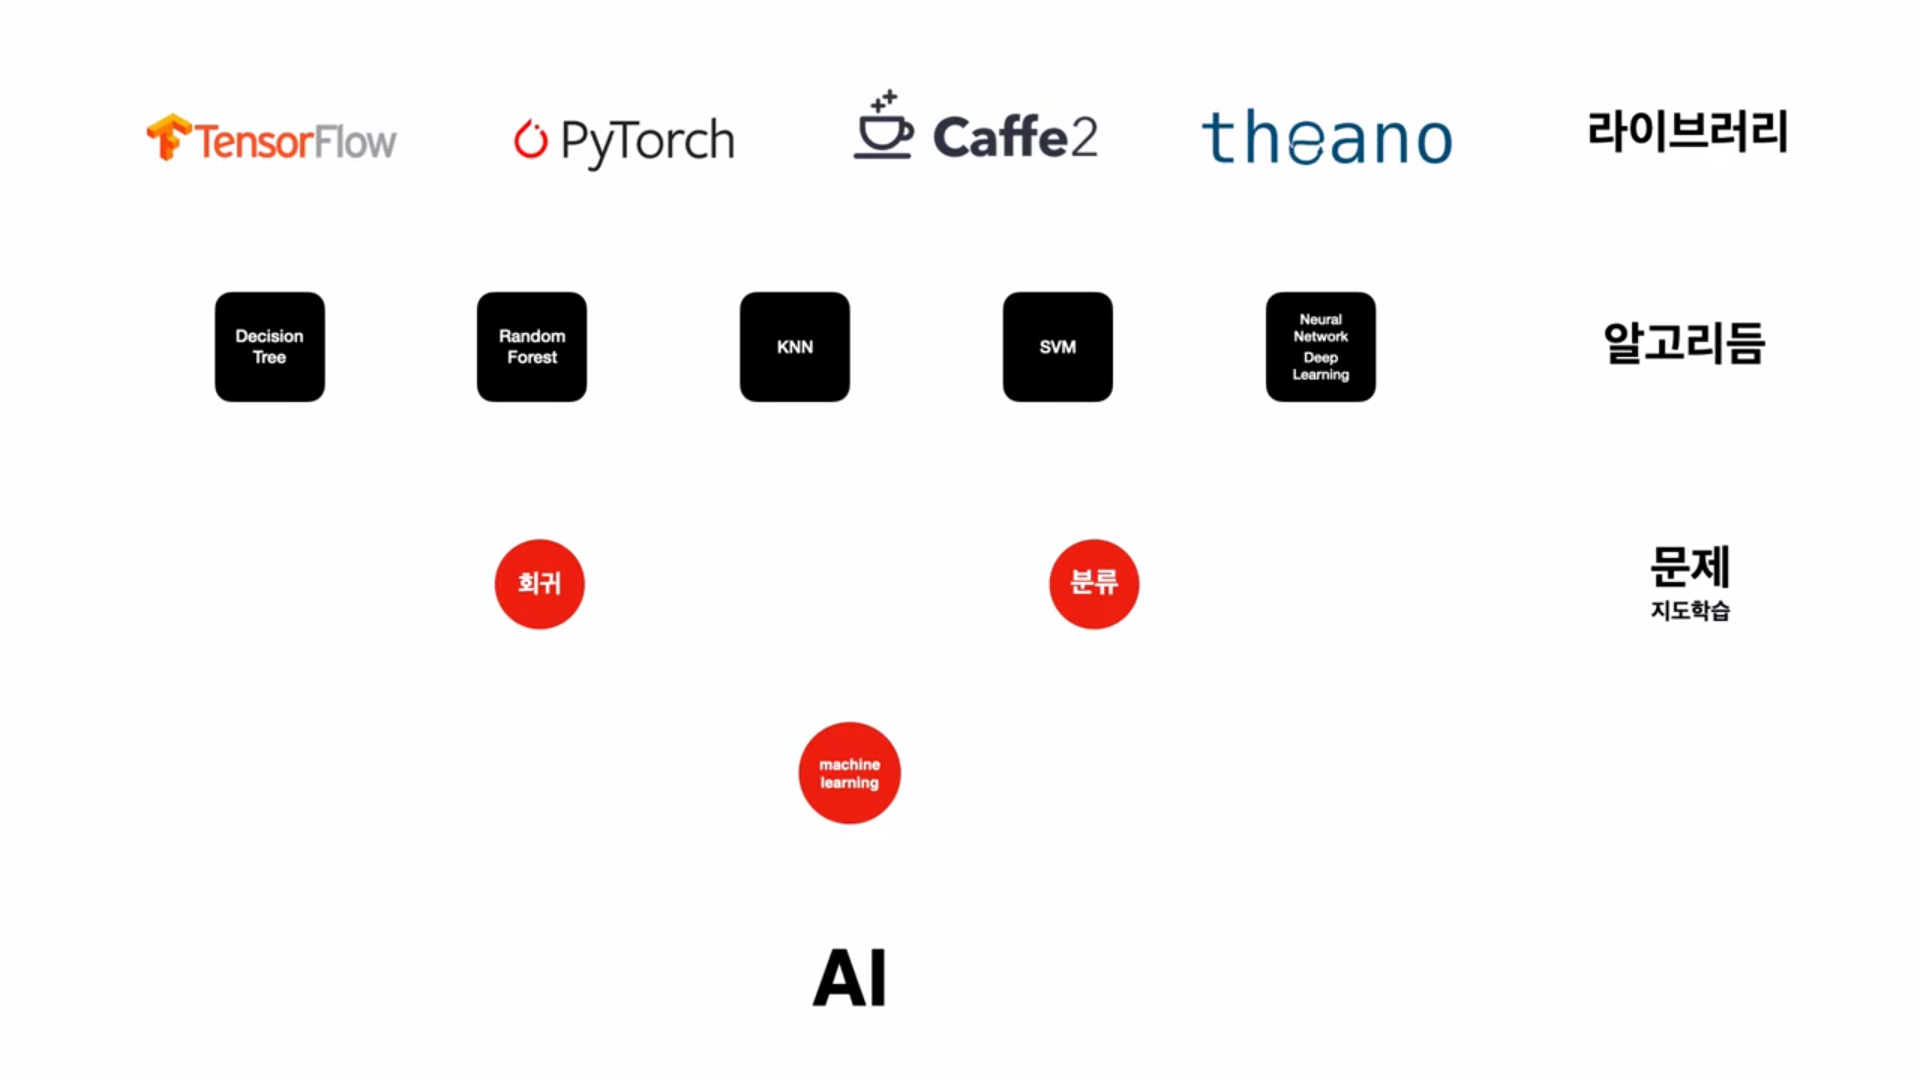 TensorFlow
PyTorch
Caffe2
theano
라이브러리
Decision
Tree
Random
Forest
KNN
SVM
Neural
Network
Deep
Learning
알고리듬
회귀
분류
문제
지도학습
machine
learning
AI